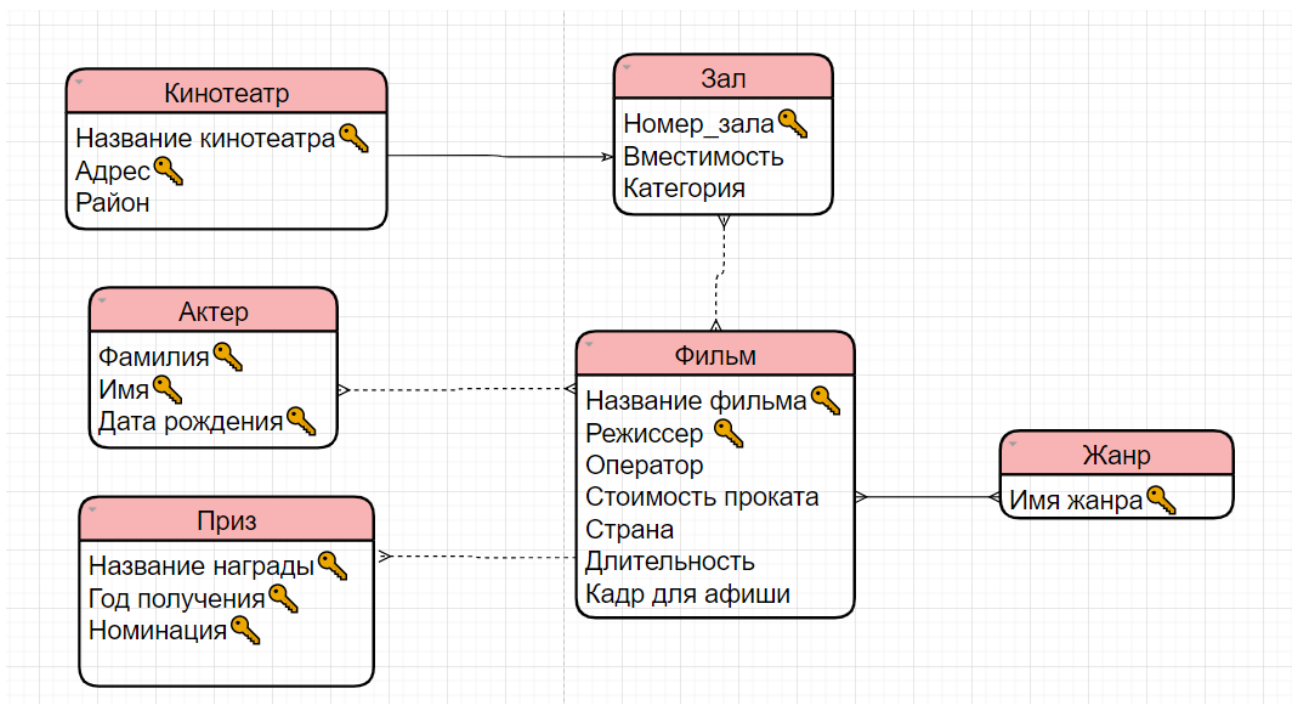 Кинотеатр
Название кинотеатра
Адрес
Район
Зал
Номер_зала
Вместимость
Категория
Актер
Фамилия
Имя
Дата рождения
Фильм
Название фильма
Режиссер
Оператор
Стоимость проката
Страна
Длительность
Кадр для афиши
Жанр
Имя жанра
Приз
Название награды
Год получения
Номинация